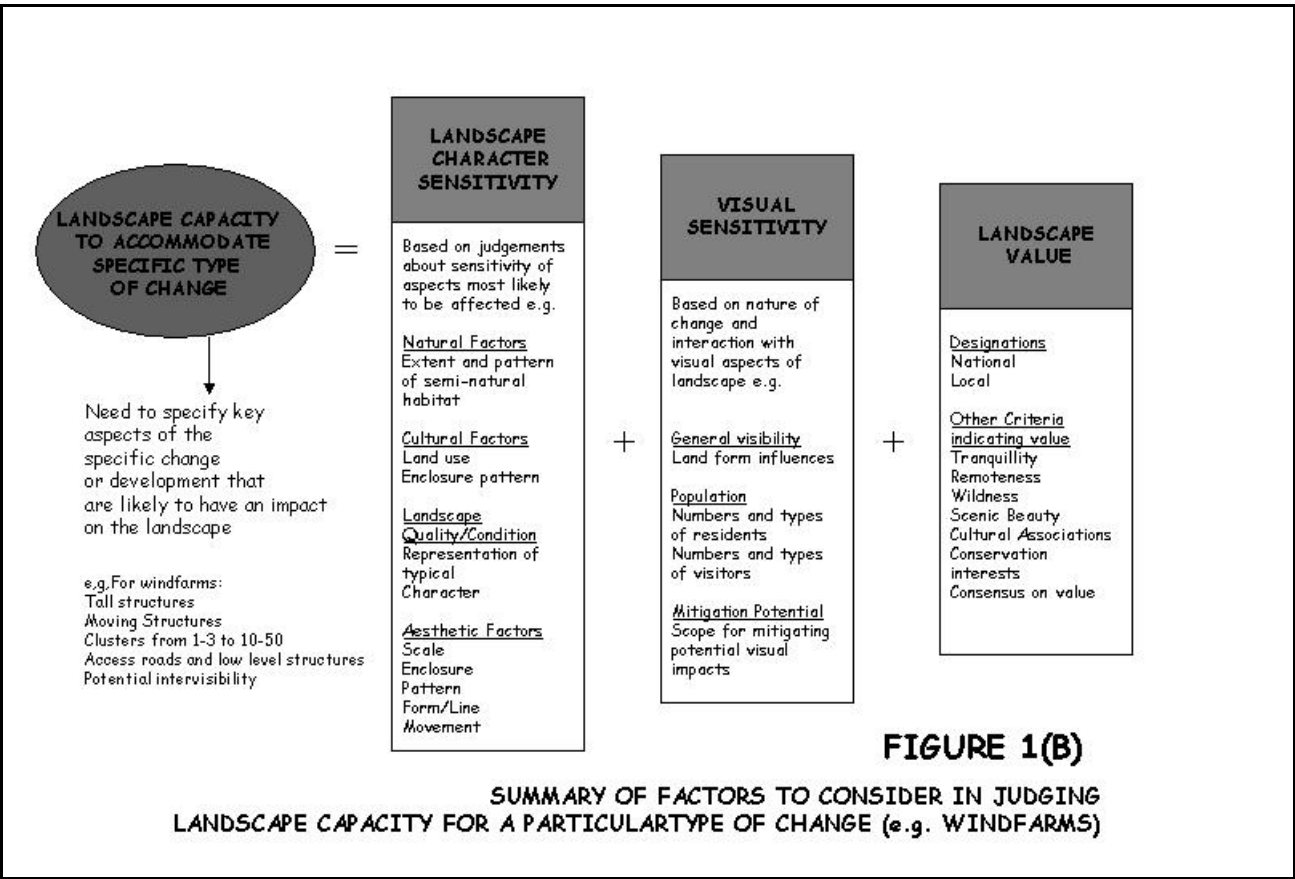 LANDSCAPE CAPACITY
TO ACCOMMODATE
SPECIFIC TYPE
OF CHANGE
Need to specify key
aspects of the
specific change
or development that
are likely to have an impact
on the landscape
e,g,For windfarms:
Tall structures
Moving Structures
Clusters from 1-3 to 10-50
Access roads and low level structures
Potential intervisibility
=
LANDSCAPE
CHARACTER
SENSITIVITY
Based on judgements
about sensitivity of
aspects most likely
to be affected e.g.
Natural Factors
Extent and pattern
of semi-natural
habitat
Cultural Factors
Land use
Enclosure pattern
Landscape
Quality/Condition
Representation of
typical
Character
Aesthetic Factors
Scale
Enclosure
Pattern
Form/Line
Movement
+
VISUAL
SENSITIVITY
Based on nature of
change and
interaction with
visual aspects of
landscape e.g.
General visibility
Land form influences
Population
Numbers and types
of residents
Numbers and types
of visitors
Mitigation Potential
Scope for mitigating
potential visual
impacts
+
LANDSCAPE
VALUE
Designations
National
Local
Other Criteria
indicating value
Tranquillity
Remoteness
Wildness
Scenic Beauty
Cultural Associations
Conservation
interests
Consensus on value
FIGURE 1(B)
SUMMARY OF FACTORS TO CONSIDER IN JUDGING
LANDSCAPE CAPACITY FOR A PARTICULARTYPE OF CHANGE (e.g. WINDFARMS)